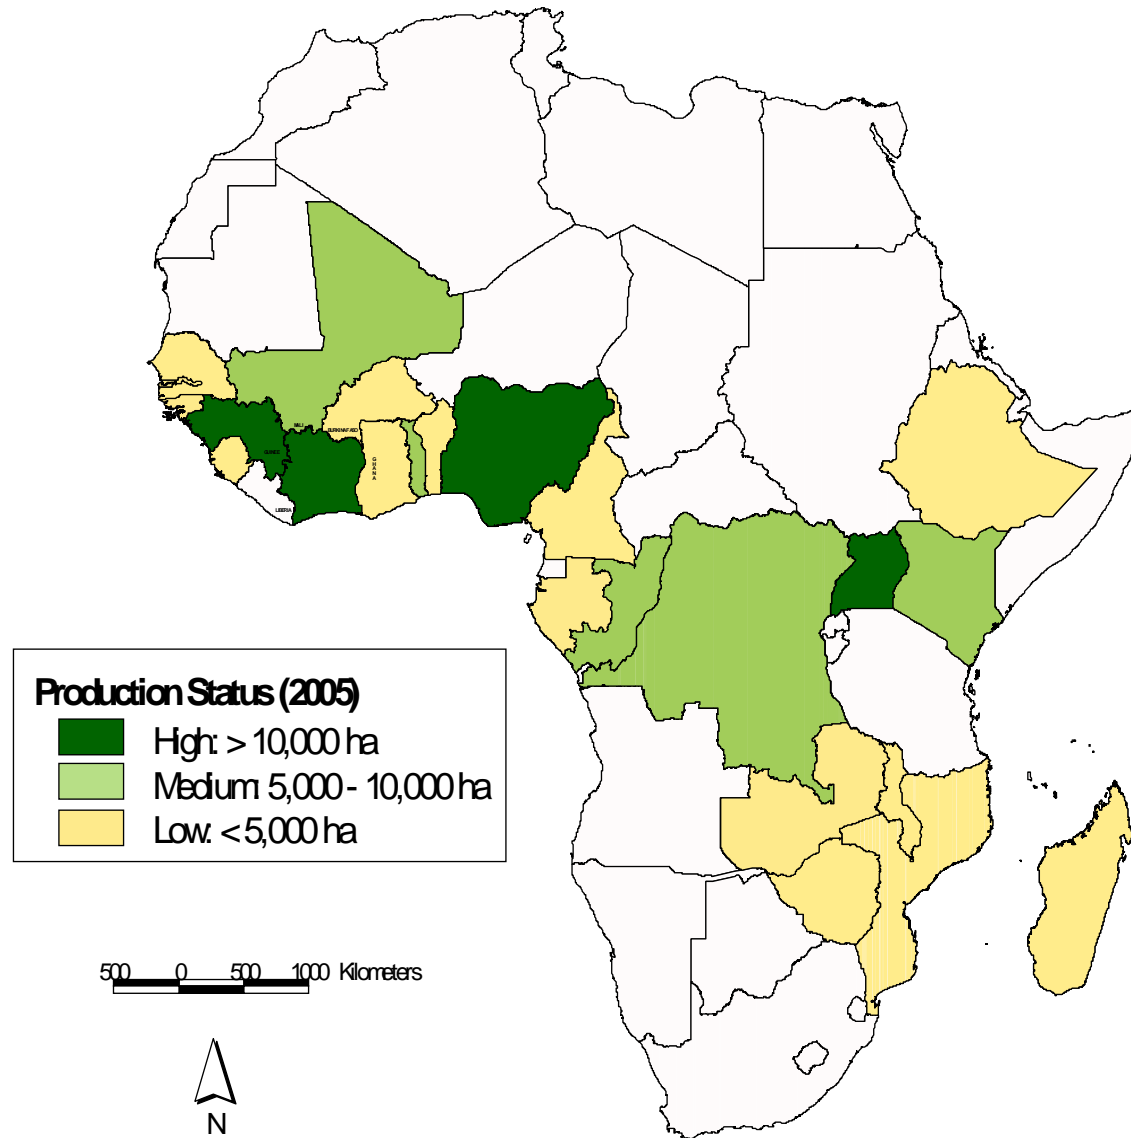 MALI
BURKINA FASO
GUINEE
GHANA
LIBERIA
Production Status (2005)
High: > 10,000 ha
Medium: 5,000 - 10,000 ha
Low: < 5,000 ha
500 0 500 1000 Kilometers
N